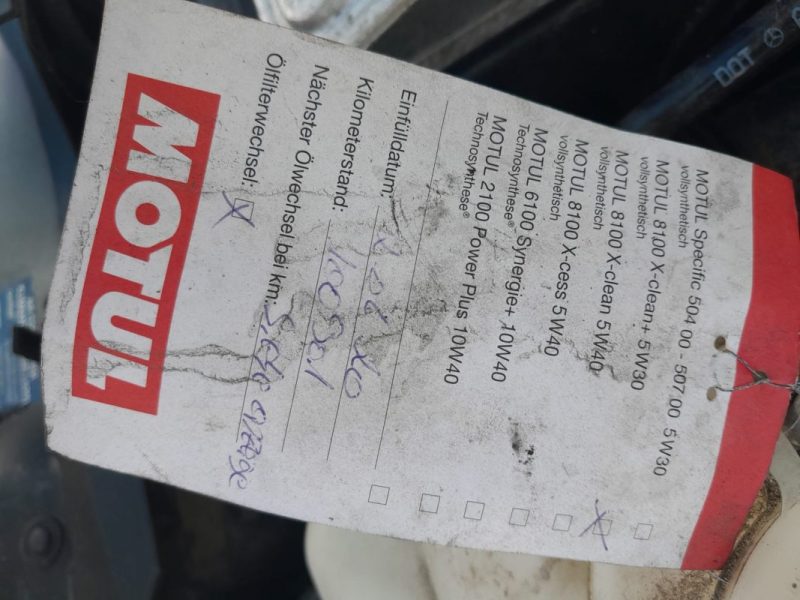 MOTUL Specific 504 00 - 507 00 5W30
vollsynthetisch
MOTUL 8100 X-clean+ 5W30
vollsynthetisch
MOTUL 8100 X-clean 5W40
vollsynthetisch
MOTUL 8100 X-cess 5W40
vollsynthetisch
MOTUL 6100 Synergie+ 10W40
Technosynthese®
MOTUL 2100 Power Plus 10W40
Technosynthese®
Einfülldatum:
Kilometerstand:
Nächster Ölwechsel bei km:
Ölfilterwechsel: X
MOTUL
DOT